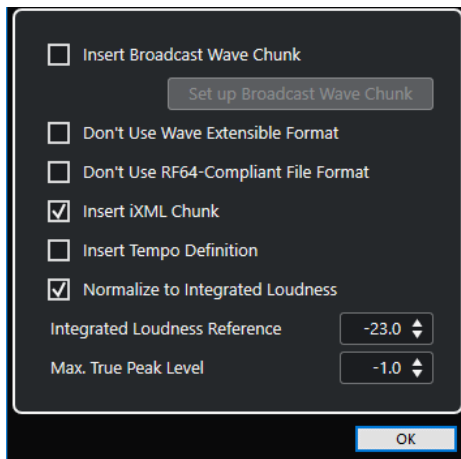 Insert Broadcast Wave Chunk
Set up Broadcast Wave Chunk
Don't Use Wave Extensible Format
Don't Use RF64-Compliant File Format
Insert iXML Chunk
Insert Tempo Definition
Normalize to Integrated Loudness
Integrated Loudness Reference -23.0
Max. True Peak Level -1.0
OK